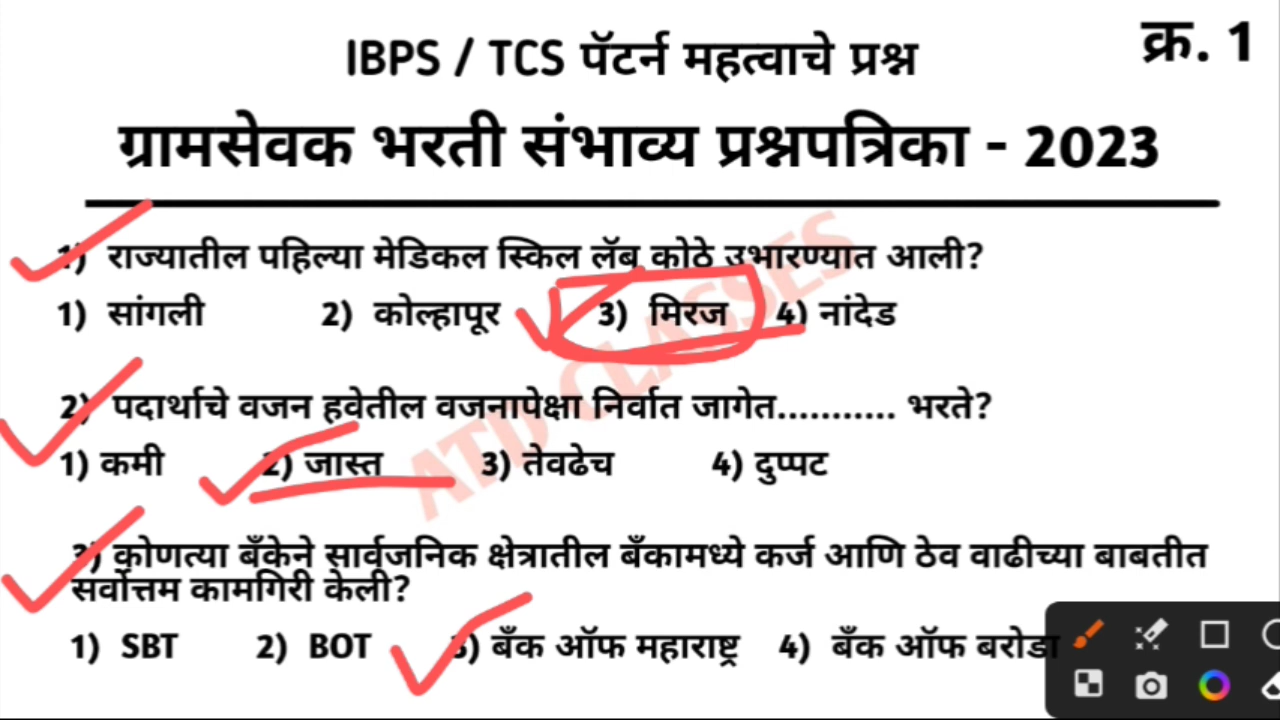 क्र. 1
IBPS / TCS पॅटर्न महत्वाचे प्रश्न
ग्रामसेवक भरती संभाव्य प्रश्नपत्रिका - 2023
1) राज्यातील पहिल्या मेडिकल स्किल लॅब कोठे उभारण्यात आली?
1) सांगली 2) कोल्हापूर 3) मिरज 4) नांदेड
2) पदार्थाचे वजन हवेतील वजनापेक्षा निर्वात जागेत........... भरते?
1) कमी 2) जास्त 3) तेवढेच 4) दुप्पट
3) कोणत्या बँकेने सार्वजनिक क्षेत्रातील बँकामध्ये कर्ज आणि ठेव वाढीच्या बाबतीत
सर्वोत्तम कामगिरी केली?
1) SBT 2) BOT 3) बँक ऑफ महाराष्ट्र 4) बँक ऑफ बरोडा
ATD CLASSES